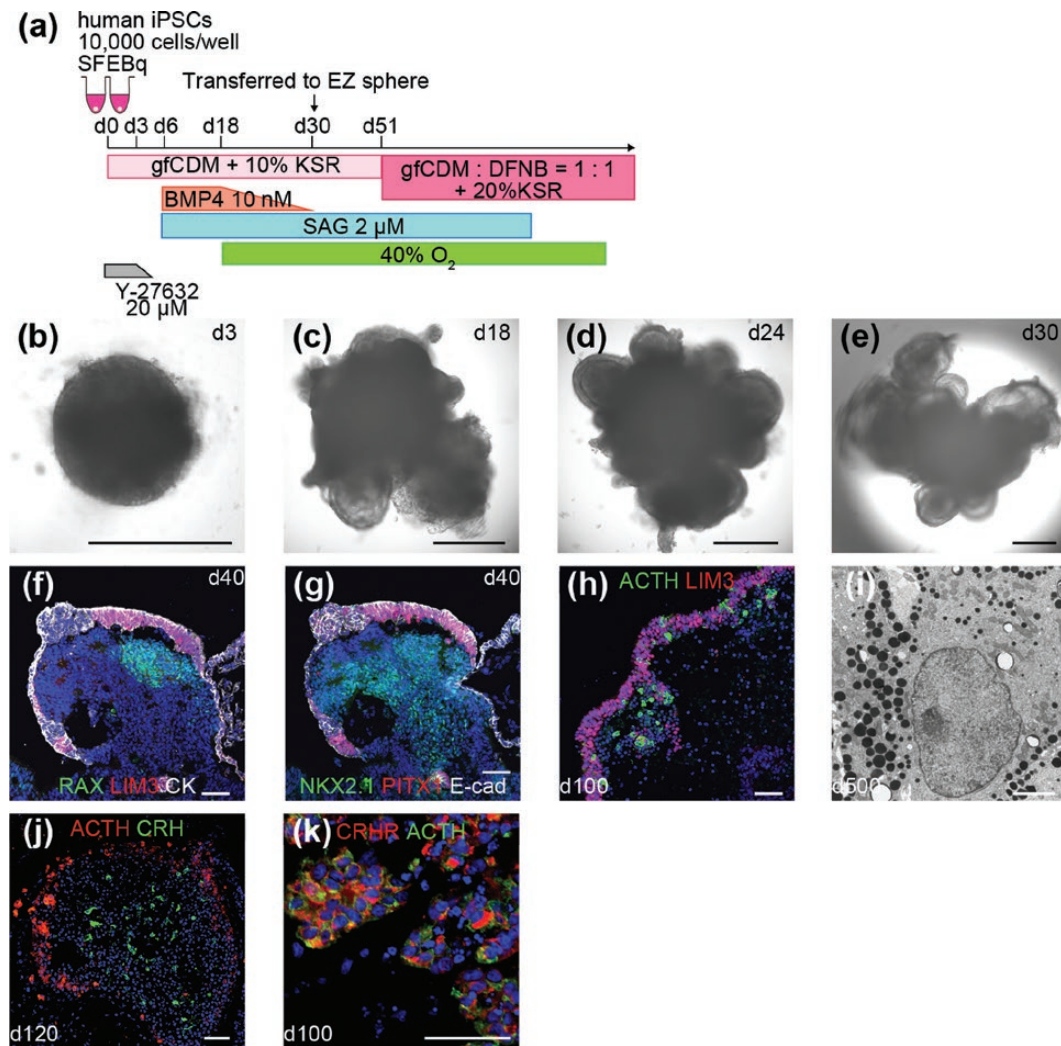 (a)
human iPSCs
10,000 cells/well
SFEBq
Transferred to EZ sphere
d0 d3 d6 d18 d30 d51
gfCDM + 10% KSR
gfCDM : DFNB = 1 : 1
+ 20%KSR
BMP4 10 nM
SAG 2 µM
40% O2
Y-27632
20 µM
(b) d3
(c) d18
(d) d24
(e) d30
(f) d40
RAX LIM3 CK
(g) d40
NKX2.1 PITX1 E-cad
(h) ACTH LIM3
d100
(i)
d500
(j) ACTH CRH
d120
(k) CRHR ACTH
d100